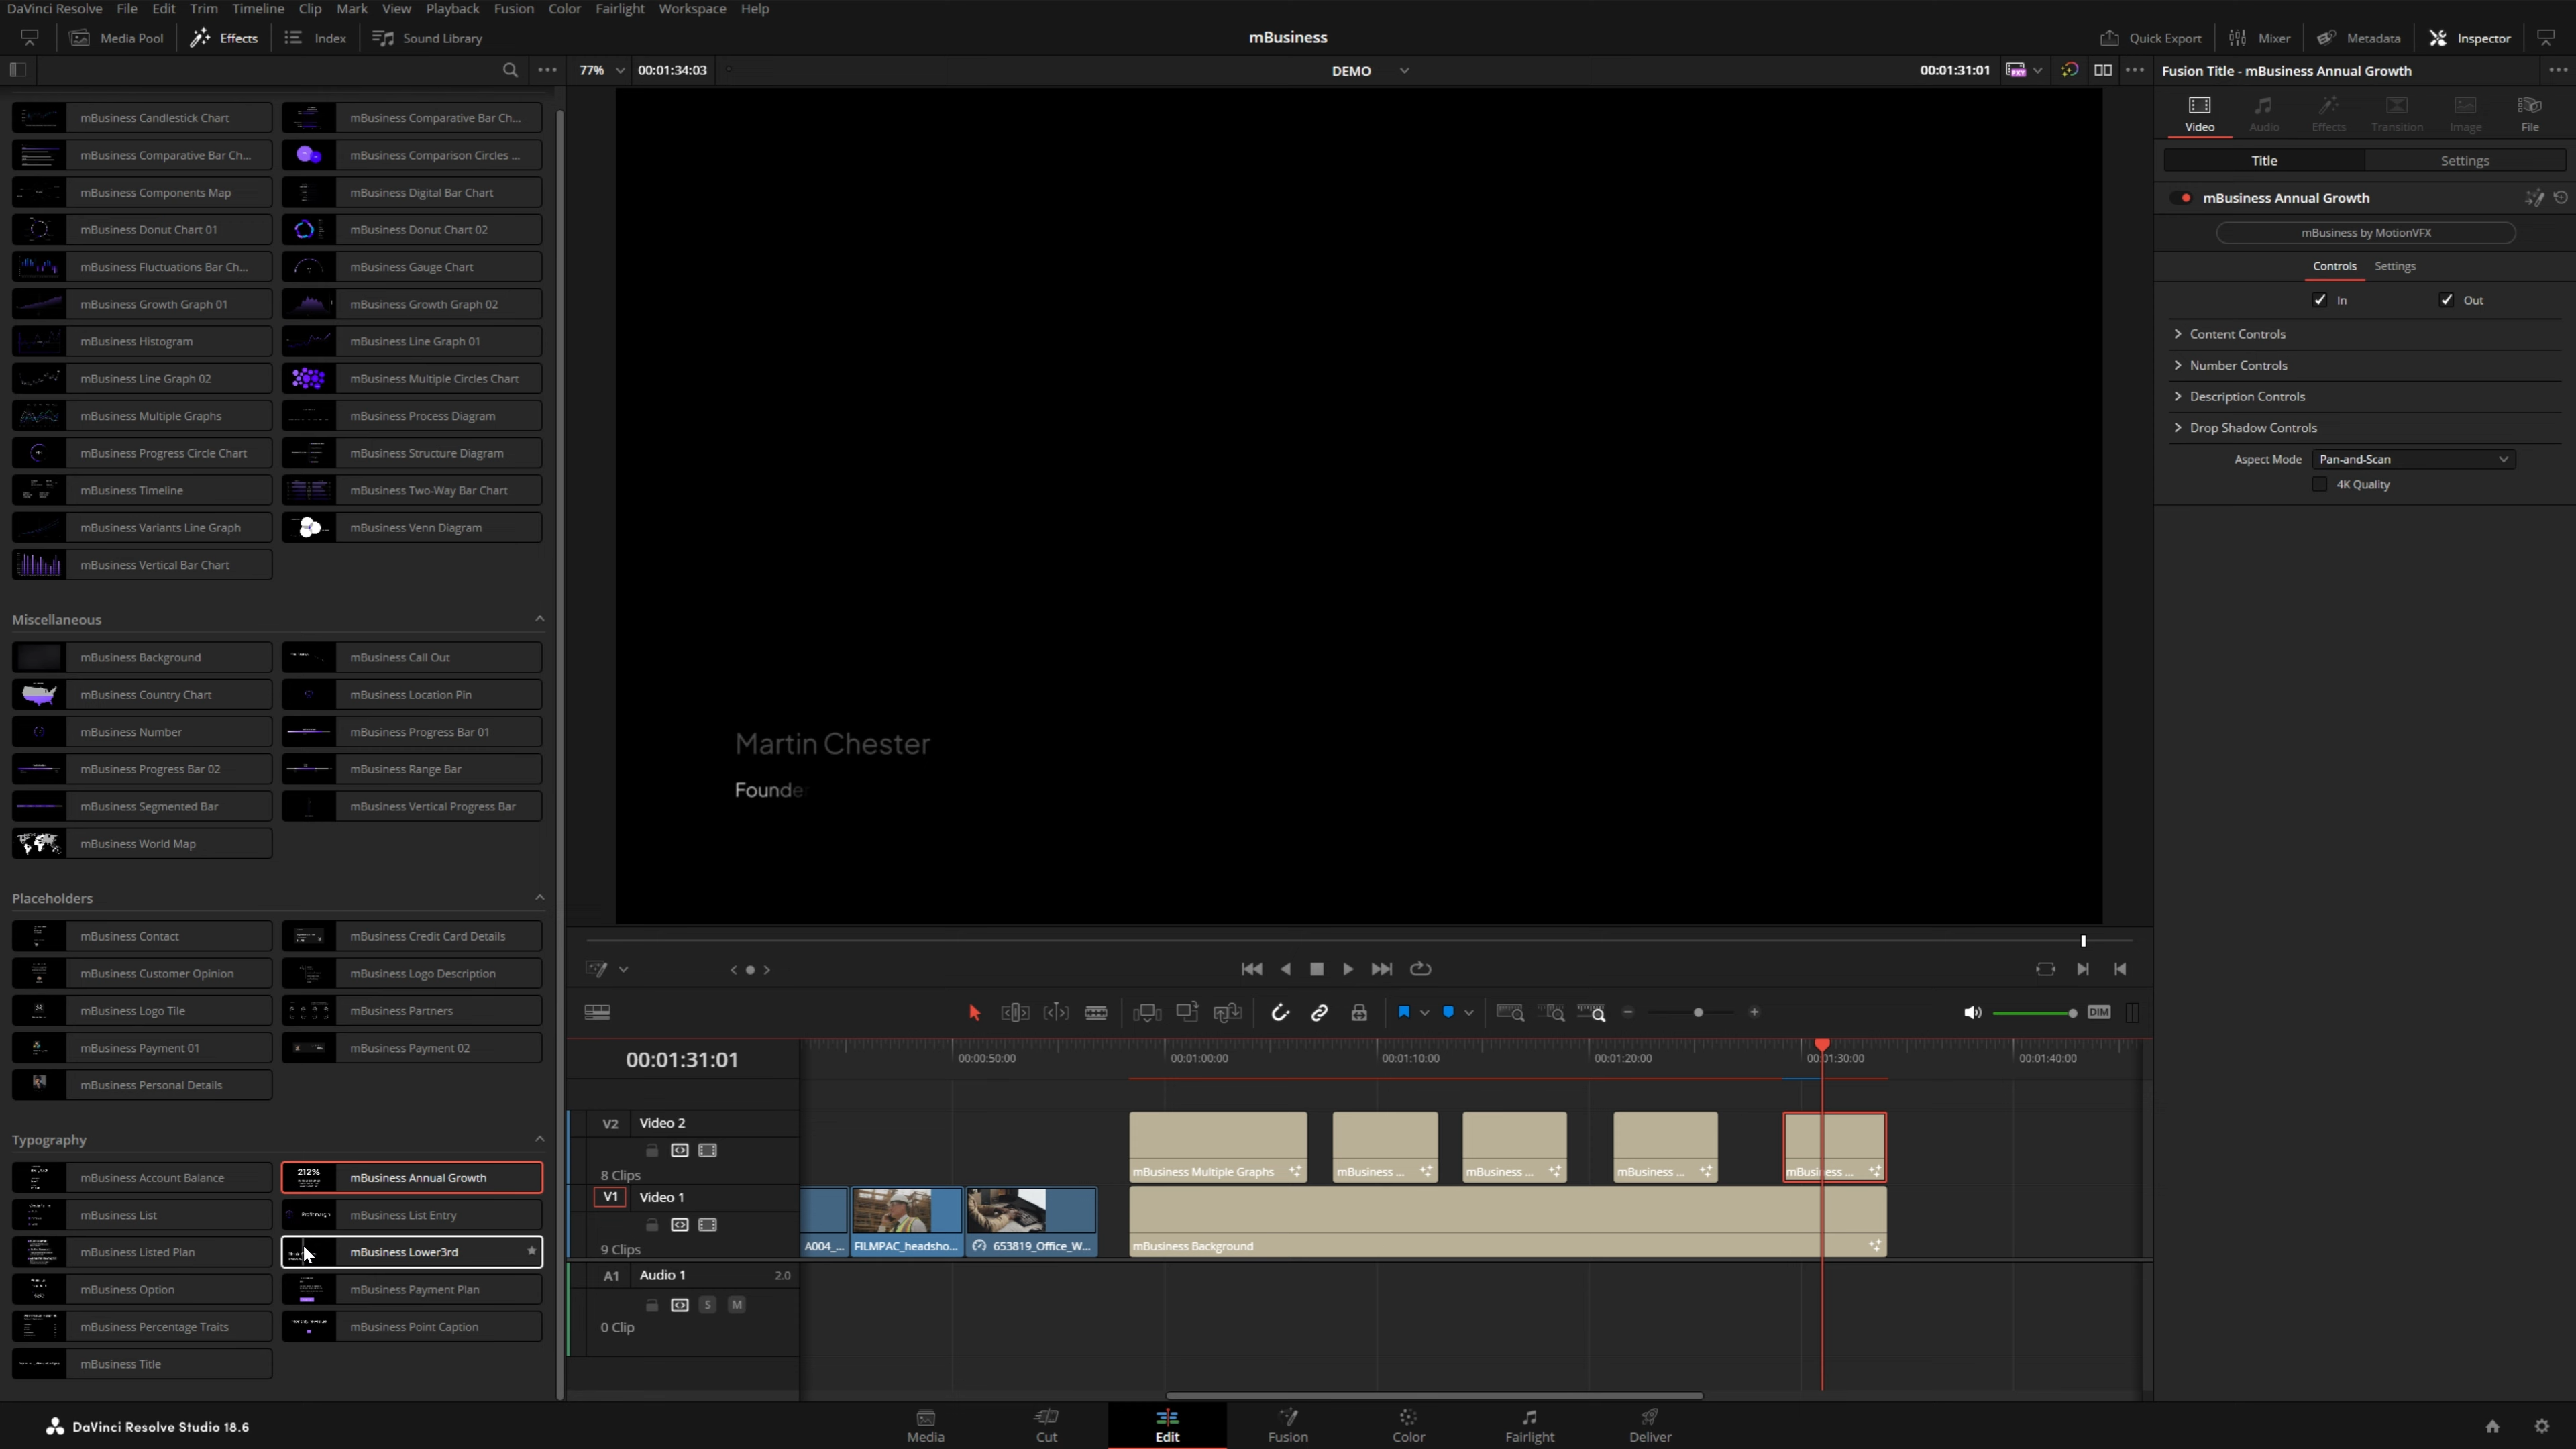 DaVinci Resolve File Edit Trim Timeline Clip Mark View Playback Fusion Color Fairlight Workspace Help
Media Pool Effects Index Sound Library mBusiness Quick Export Mixer Metadata Inspector
77% 00:01:34:03 DEMO 00:01:31:01 Fusion Title - mBusiness Annual Growth
mBusiness Candlestick Chart mBusiness Comparative Bar Ch...
mBusiness Comparative Bar Ch... mBusiness Comparison Circles ...
mBusiness Components Map mBusiness Digital Bar Chart
mBusiness Donut Chart 01 mBusiness Donut Chart 02
mBusiness Fluctuations Bar Ch... mBusiness Gauge Chart
mBusiness Growth Graph 01 mBusiness Growth Graph 02
mBusiness Histogram mBusiness Line Graph 01
mBusiness Line Graph 02 mBusiness Multiple Circles Chart
mBusiness Multiple Graphs mBusiness Process Diagram
mBusiness Progress Circle Chart mBusiness Structure Diagram
mBusiness Timeline mBusiness Two-Way Bar Chart
mBusiness Variants Line Graph mBusiness Venn Diagram
mBusiness Vertical Bar Chart
Miscellaneous
mBusiness Background mBusiness Call Out
mBusiness Country Chart mBusiness Location Pin
mBusiness Number mBusiness Progress Bar 01
mBusiness Progress Bar 02 mBusiness Range Bar
mBusiness Segmented Bar mBusiness Vertical Progress Bar
mBusiness World Map
Placeholders
mBusiness Contact mBusiness Credit Card Details
mBusiness Customer Opinion mBusiness Logo Description
mBusiness Logo Tile mBusiness Partners
mBusiness Payment 01 mBusiness Payment 02
mBusiness Personal Details
Typography
mBusiness Account Balance 212% mBusiness Annual Growth
mBusiness List mBusiness List Entry
mBusiness Listed Plan mBusiness Lower3rd
mBusiness Option mBusiness Payment Plan
mBusiness Percentage Traits mBusiness Point Caption
mBusiness Title
Martin Chester
Founde
Video Audio Effects Transition Image File
Title Settings
mBusiness Annual Growth
mBusiness by MotionVFX
Controls Settings
In Out
Content Controls
Number Controls
Description Controls
Drop Shadow Controls
Aspect Mode Pan-and-Scan
4K Quality
DIM
00:01:31:01 00:00:50:00 00:01:00:00 00:01:10:00 00:01:20:00 00:01:30:00 00:01:40:00
V2 Video 2
8 Clips
mBusiness Multiple Graphs mBusiness ... mBusiness ... mBusiness ... mBusiness ...
V1 Video 1
9 Clips
A004_... FILMPAC_headsho... 653819_Office_W... mBusiness Background
A1 Audio 1 2.0
S M
0 Clip
DaVinci Resolve Studio 18.6
Media Cut Edit Fusion Color Fairlight Deliver